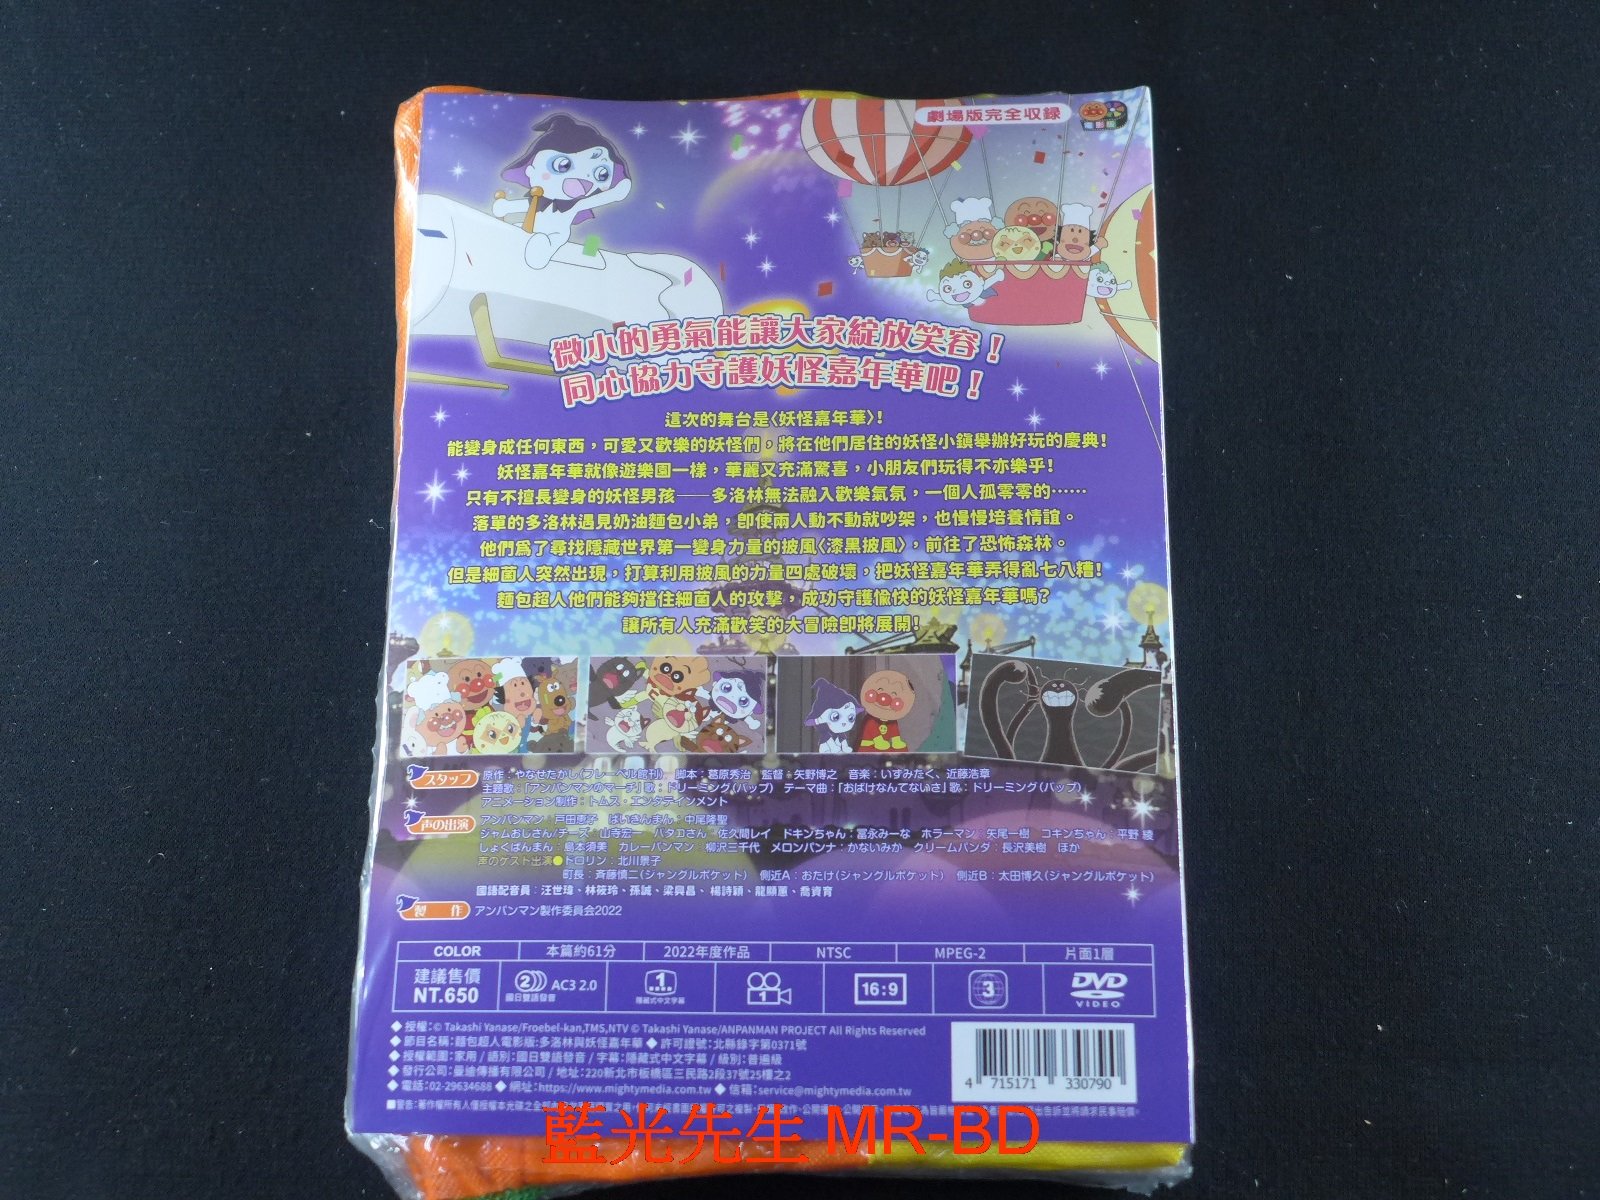 劇場版完全収録
微小的勇氣能讓大家綻放笑容！
同心協力守護妖怪嘉年華吧！
這次的舞台是〈妖怪嘉年華〉！
能變身成任何東西，可愛又歡樂的妖怪們，將在他們居住的妖怪小鎮舉辦好玩的慶典！
妖怪嘉年華就像遊樂園一樣，華麗又充滿驚喜，小朋友們玩得不亦樂乎！
只有不擅長變身的妖怪男孩──多洛林無法融入歡樂氣氛，一個人孤零零的……
落單的多洛林遇見奶油麵包小弟，即使兩人動不動就吵架，也慢慢培養情誼。
他們為了尋找隱藏世界第一變身力量的披風〈漆黑披風〉，前往了恐怖森林。
但是細菌人突然出現，打算利用披風的力量四處破壞，把妖怪嘉年華弄得亂七八糟！
麵包超人他們能夠擋住細菌人的攻擊，成功守護愉快的妖怪嘉年華嗎？
讓所有人充滿歡笑的大冒險即將展開！
スタッフ 原作：やなせたかし（フレーベル館刊） 脚本：葛原秀治 監督：矢野博之 音楽：いずみたく、近藤浩章
主題歌：「アンパンマンのマーチ」歌：ドリーミング（バップ） テーマ曲：「おばけなんてないさ」歌：ドリーミング（バップ）
アニメーション制作：トムス・エンタテインメント
声の出演 アンパンマン：戸田恵子 ばいきんまん：中尾隆聖
ジャムおじさん/チーズ：山寺宏一 バタコさん：佐久間レイ ドキンちゃん：冨永みーな ホラーマン：矢尾一樹 コキンちゃん：平野 綾
しょくぱんまん：島本須美 カレーパンマン：柳沢三千代 メロンパンナ：かないみか クリームパンダ：長沢美樹 ほか
声のゲスト出演●ドロリン：北川景子
町長：斉藤慎二（ジャングルポケット） 側近A：おたけ（ジャングルポケット） 側近B：太田博久（ジャングルポケット）
國語配音員：汪世瑋、林筱玲、孫誠、梁興昌、楊詩穎、龍顯蕙、喬資育
製 作 アンパンマン製作委員会2022
COLOR 本篇約61分 2022年度作品 NTSC MPEG-2 片面1層
建議售價 NT.650 2 國日雙語發音 AC3 2.0 1 隱藏式中文字幕 1 16:9 3 DVD VIDEO
◆授權：© Takashi Yanase/Froebel-kan,TMS,NTV © Takashi Yanase/ANPANMAN PROJECT All Rights Reserved
◆節目名稱：麵包超人電影版:多洛林與妖怪嘉年華 ◆許可證號：北縣錄字第0371號
◆授權範圍：家用 / 語別：國日雙語發音 / 字幕：隱藏式中文字幕 / 級別：普遍級
◆發行公司：曼迪傳播有限公司 / 地址：220新北市板橋區三民路2段37號25樓之2
◆電話：02-29634688 ◆網址：https://www.mightymedia.com.tw ◆信箱：service@mightymedia.com.tw
4 715171 330790
■警告：著作權所有人僅授權本光碟之
藍光先生 MR-BD